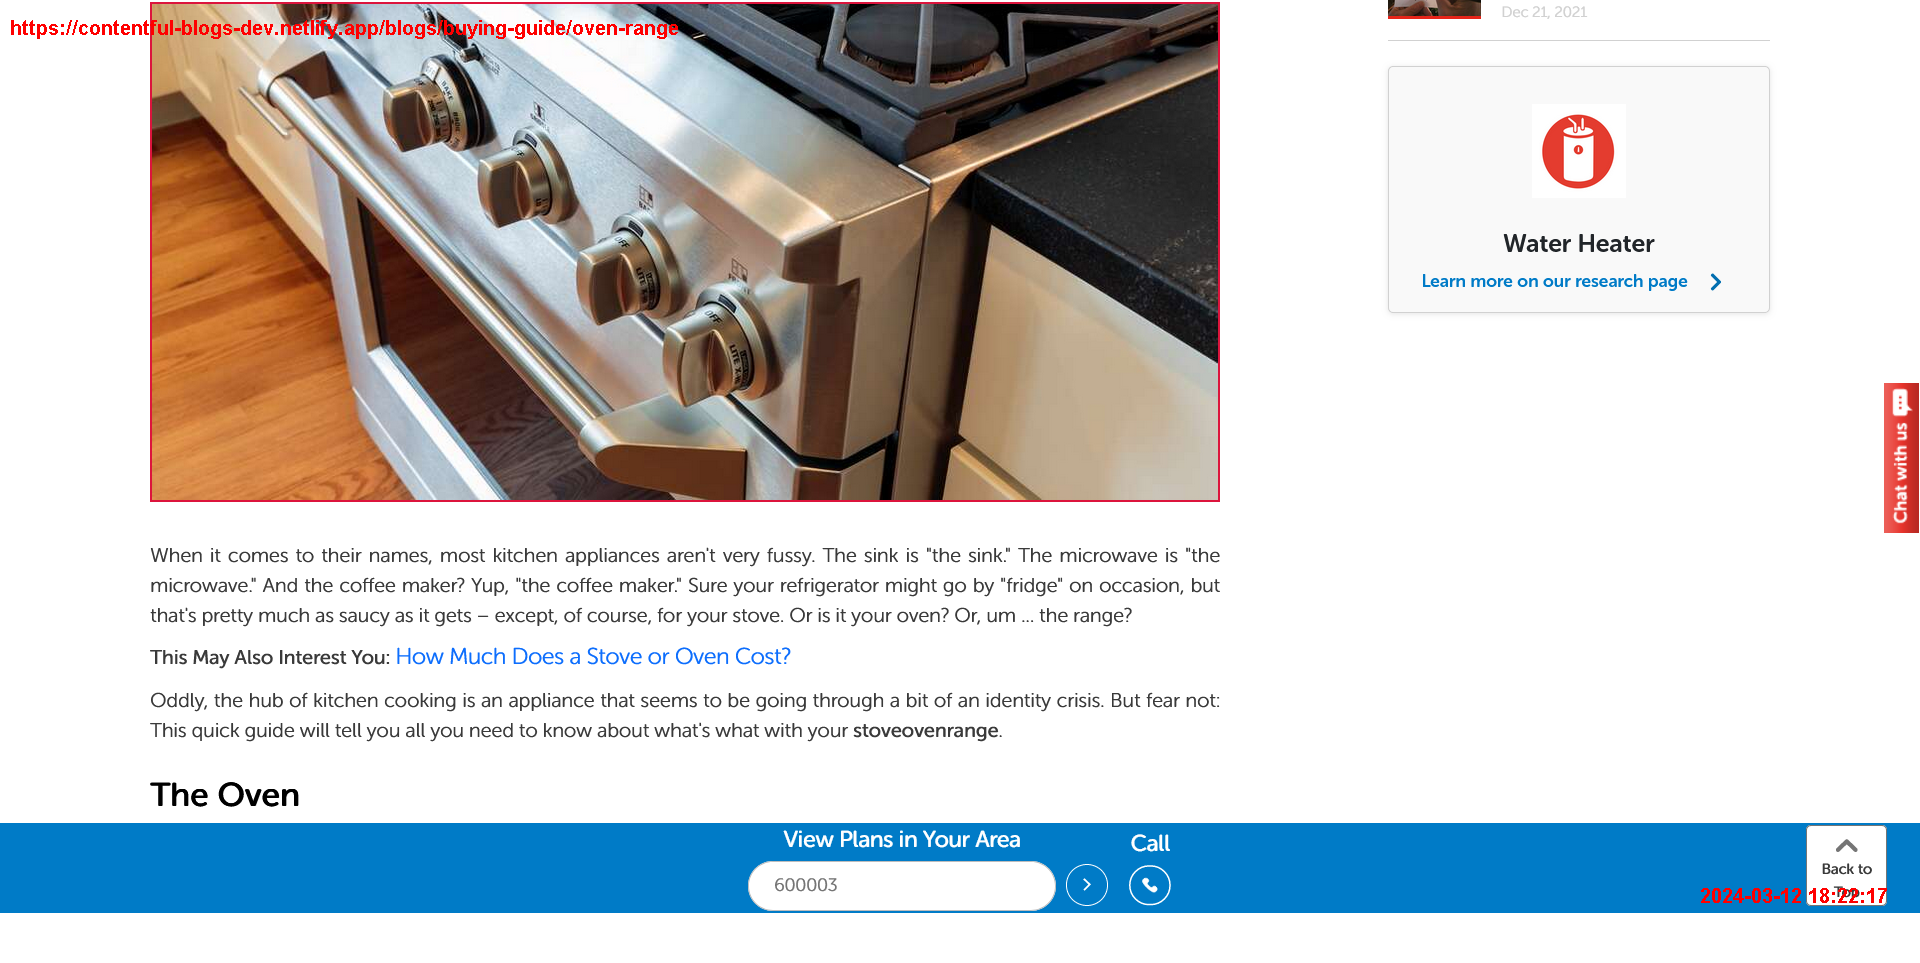 https://contentful-blogs-dev.netlify.app/blogs/buying-guide/oven-range
Dec 21, 2021
BAKE
OFF
OFF
OFF
LITE
OFF
LITE
Water Heater
Learn more on our research page
Chat with us
When it comes to their names, most kitchen appliances aren't very fussy. The sink is "the sink." The microwave is "the
microwave." And the coffee maker? Yup, "the coffee maker." Sure your refrigerator might go by "fridge" on occasion, but
that's pretty much as saucy as it gets – except, of course, for your stove. Or is it your oven? Or, um ... the range?
This May Also Interest You: How Much Does a Stove or Oven Cost?
Oddly, the hub of kitchen cooking is an appliance that seems to be going through a bit of an identity crisis. But fear not:
This quick guide will tell you all you need to know about what's what with your stoveovenrange.
The Oven
View Plans in Your Area
600003
Call
Back to
Top
2024-03-12 18:22:17